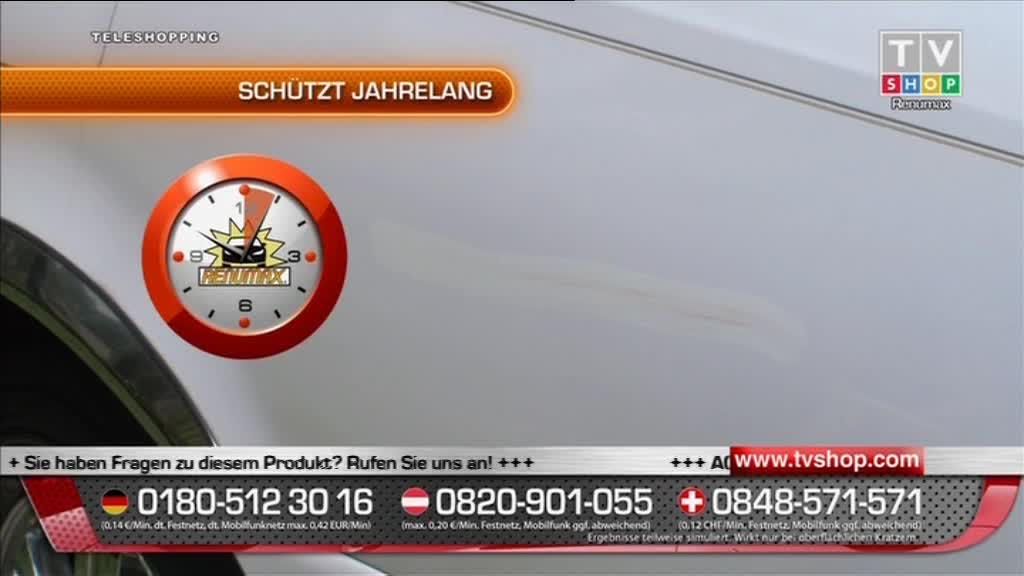 TELESHOPPING
TV
SHOP
Renumax
SCHÜTZT JAHRELANG
9 3
RENUMAX
6
+ Sie haben Fragen zu diesem Produkt? Rufen Sie uns an! +++ +++
www.tvshop.com
0180-512 30 16 0820-901-055 0848-571-571
(0,14 €/Min. dt. Festnetz, dt. Mobilfunknetz max. 0,42 EUR/Min) (max. 0,20 €/Min. Festnetz, Mobilfunk ggf. abweichend) (0,12 CHF/Min. Festnetz, Mobilfunk ggf. abweichend)
Ergebnisse teilweise simuliert. Wirkt nur bei oberflächlichen Kratzern.